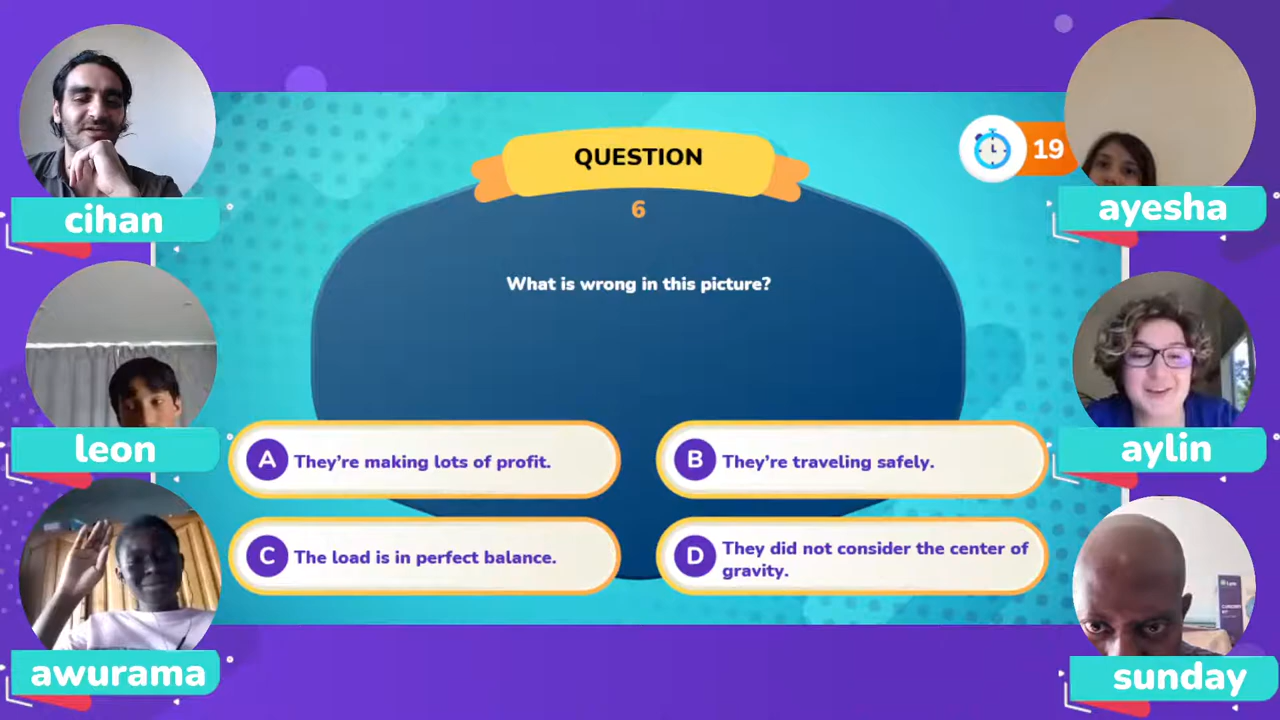 cihan
leon
awurama
QUESTION
6
19
What is wrong in this picture?
A They’re making lots of profit.
B They’re traveling safely.
C The load is in perfect balance.
D They did not consider the center of
gravity.
ayesha
aylin
sunday